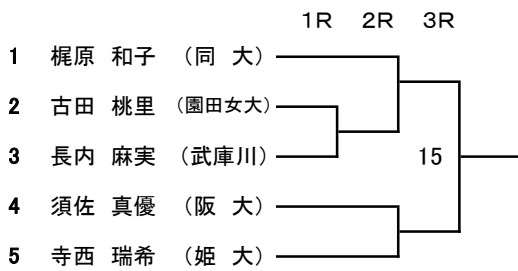 1R 2R 3R
1 梶原 和子 （同 大）
2 古田 桃里 （園田女大）
3 長内 麻実 （武庫川） 15
4 須佐 真優 （阪 大）
5 寺西 瑞希 （姫 大）